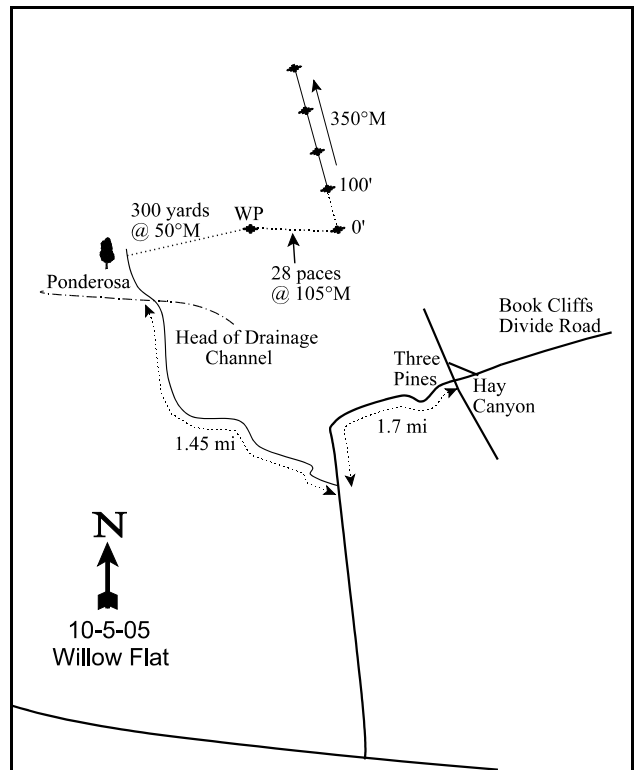 350°M
100'
300 yards
@ 50°M
WP
0'
28 paces
@ 105°M
Ponderosa
Head of Drainage
Channel
Book Cliffs
Divide Road
Three
Pines
Hay
Canyon
1.7 mi
1.45 mi
N
10-5-05
Willow Flat